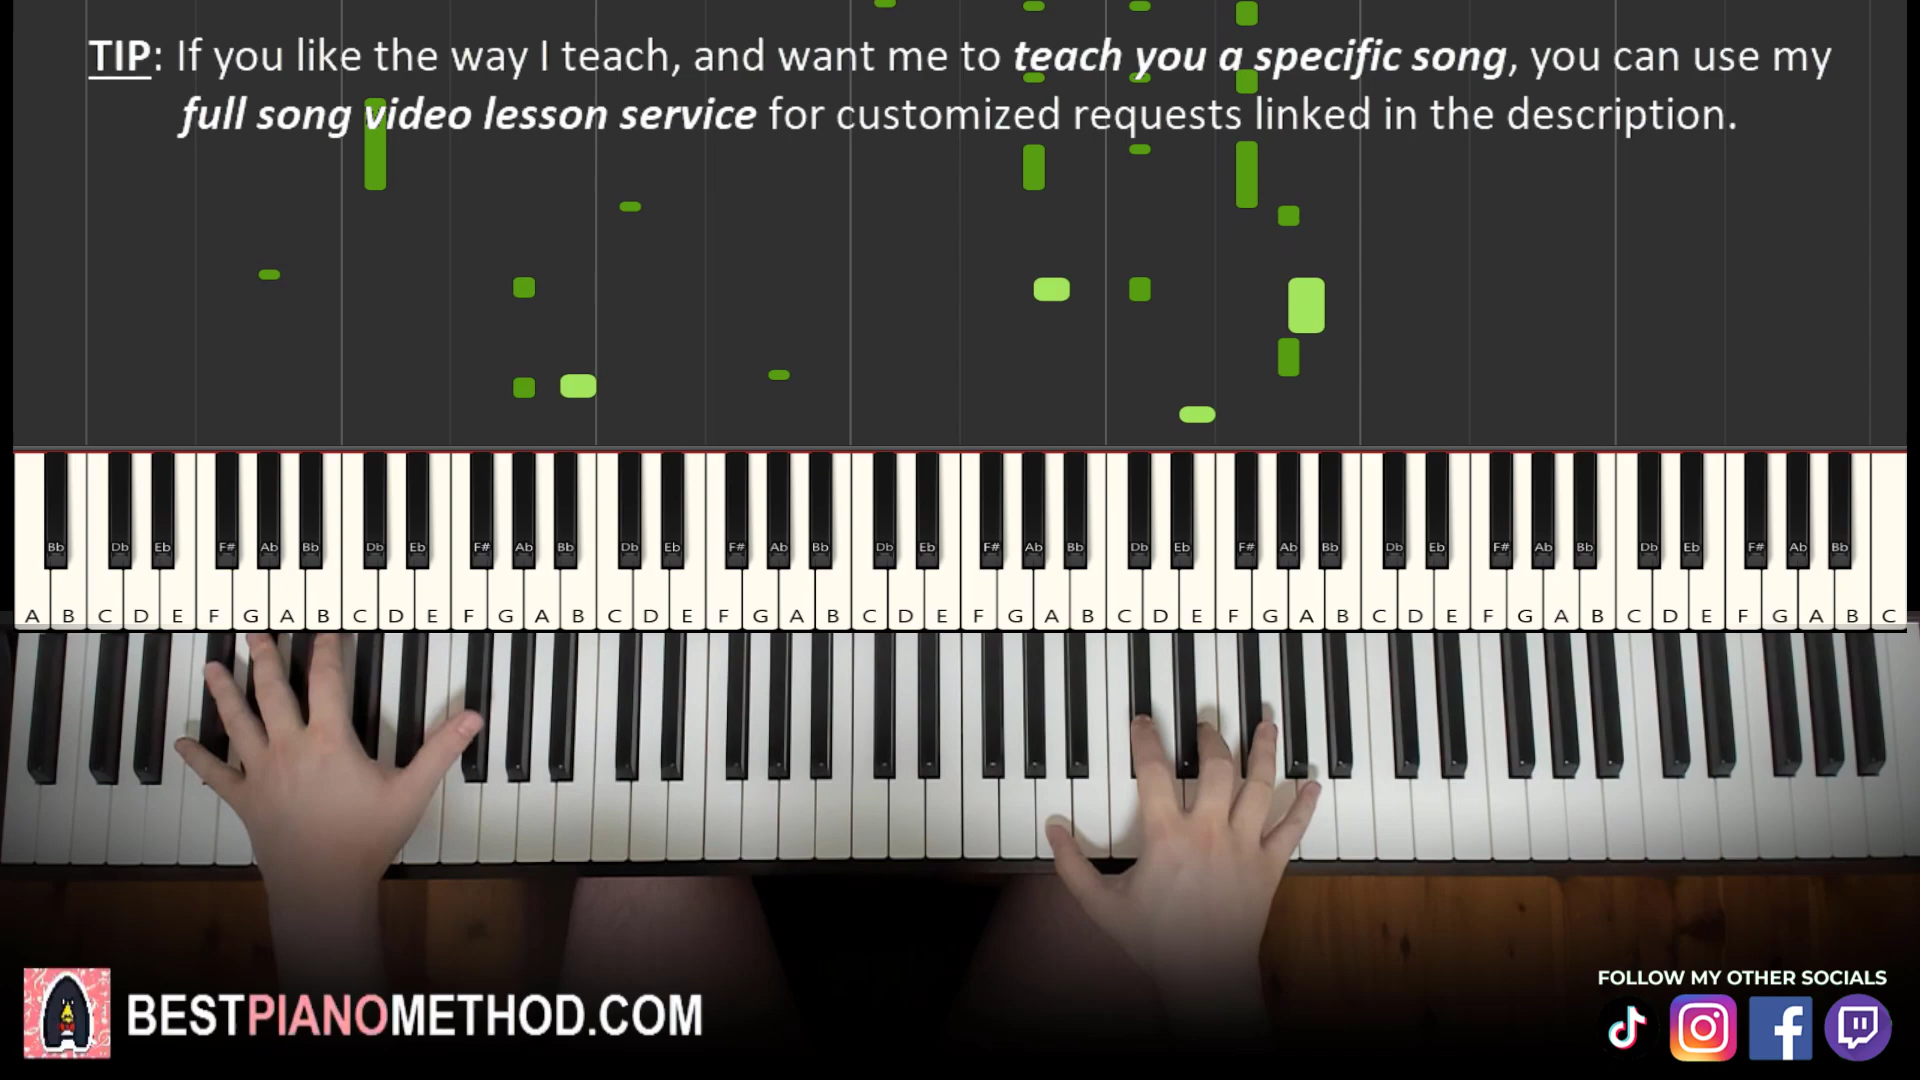 TIP: If you like the way I teach, and want me to teach you a specific song, you can use my
full song video lesson service for customized requests linked in the description.
Bb Db Eb F# Ab Bb Db Eb F# Ab Bb Db Eb F# Ab Bb Db Eb F# Ab Bb Db Eb F# Ab Bb Db Eb F# Ab Bb Db Eb F# Ab Bb
A B C D E F G A B C D E F G A B C D E F G A B C D E F G A B C D E F G A B C D E F G A B C D E F G A B C
BESTPIANOMETHOD.COM
FOLLOW MY OTHER SOCIALS